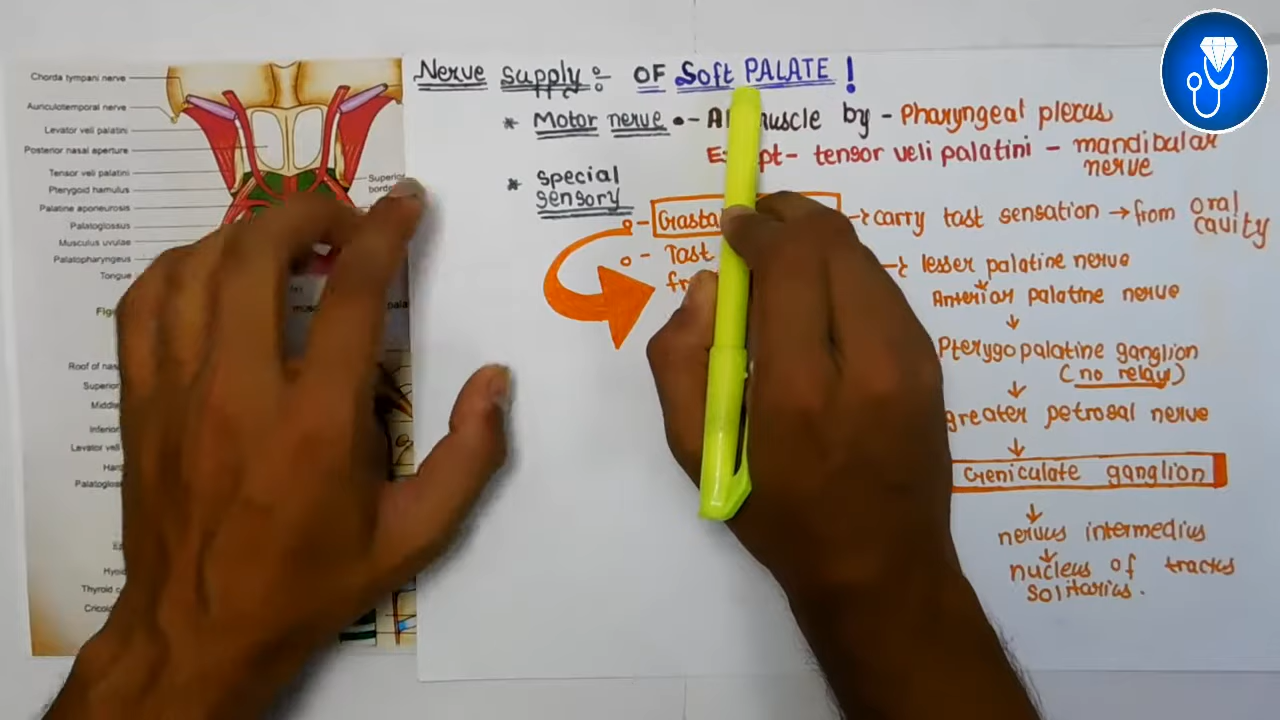 Chorda tympani nerve
Auriculotemporal nerve
Levator veli palatini
Posterior nasal aperture
Tensor veli palatini
Pterygoid hamulus
Palatine aponeurosis
Palatoglossus
Musculus uvulae
Palatopharyngeus
Tongue
Superior
Roof of nas
Superior
Middle
Inferior
Levator veli
Har
Palatoglos
Hyoid
Thyroid c
Cricoid
Nerve supply :- OF Soft PALATE !
* Motor nerve •- muscle by - Pharyngeal plexus
tensor veli palatini - mandibular
nerve
* special
sensory
carry tast sensation → from oral
cavity
o - Tast
lesser palatine nerve
Anterior palatine nerve
↓
Pterygopalatine ganglion
(no relay)
↓
greater petrosal nerve
↓
Geniculate ganglion
↓
nervus intermedius
↓
nucleus of tracts
solitarius.